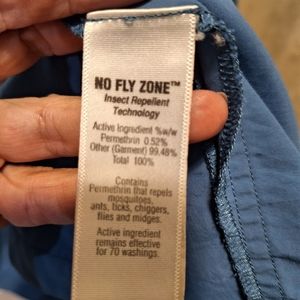 NO FLY ZONE™
Insect Repellent
Technology
Active Ingredient %w/w
Permethrin 0.52%
Other (Garment) 99.48%
Total 100%
Contains
Permethrin that repels
mosquitoes,
ants, ticks, chiggers,
flies and midges.
Active ingredient
remains effective
for 70 washings.